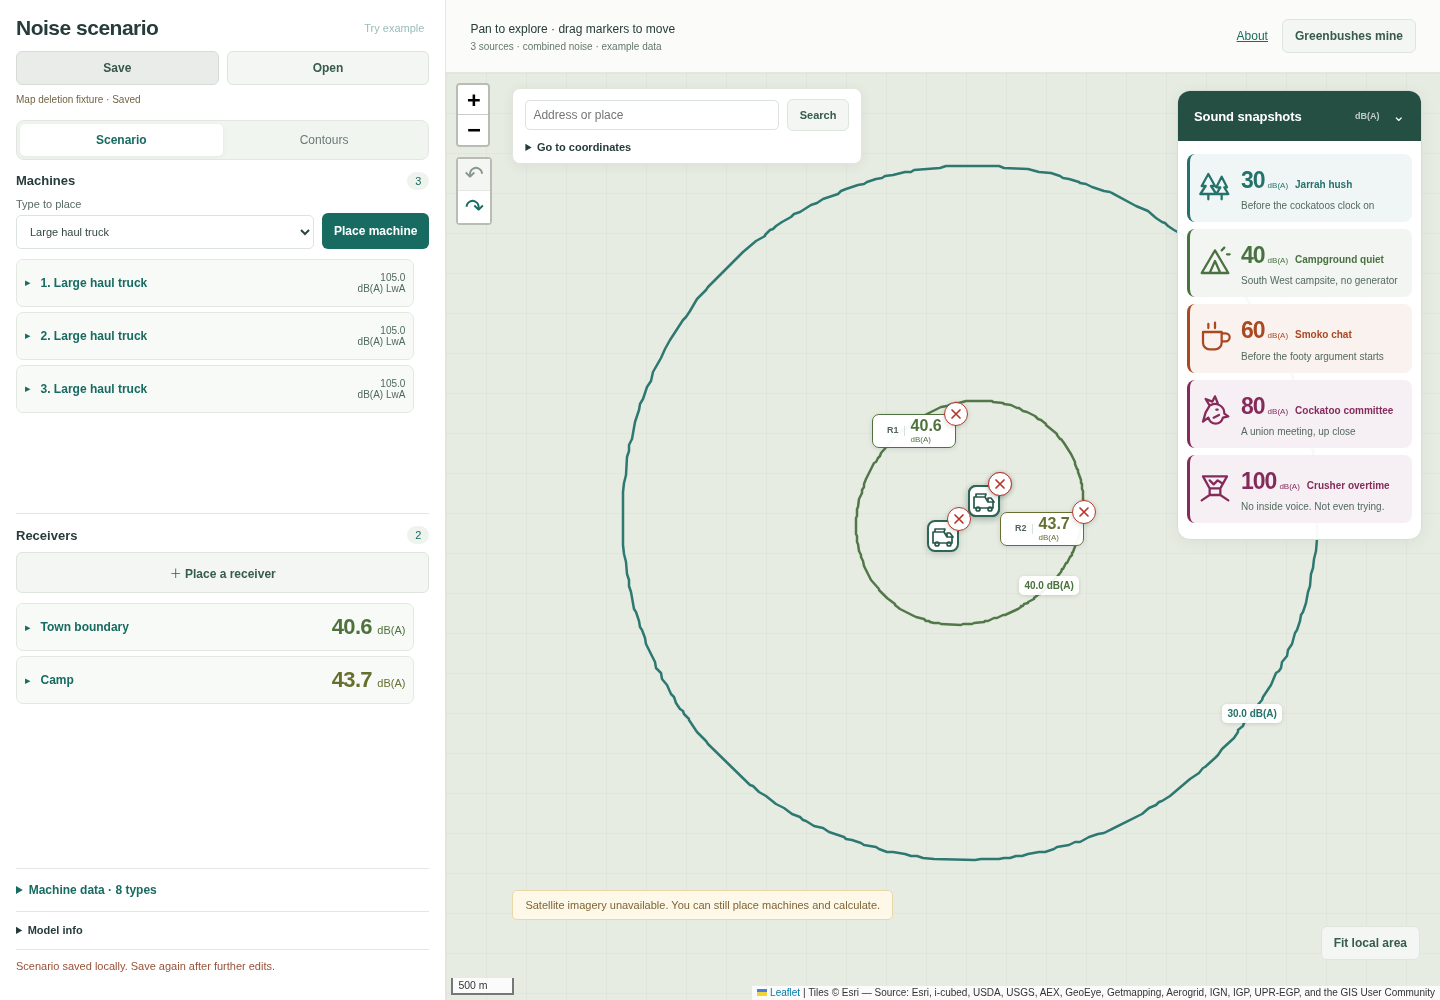 Noise scenario
Try example
Save
Open
Map deletion fixture · Saved
Scenario
Contours
Machines
3
Type to place
Large haul truck
Place machine
1. Large haul truck
105.0
dB(A) LwA
2. Large haul truck
105.0
dB(A) LwA
3. Large haul truck
105.0
dB(A) LwA
Receivers
2
+ Place a receiver
Town boundary
40.6 dB(A)
Camp
43.7 dB(A)
Machine data · 8 types
Model info
Scenario saved locally. Save again after further edits.
Pan to explore · drag markers to move
3 sources · combined noise · example data
About
Greenbushes mine
+
−
Address or place
Search
Go to coordinates
Sound snapshots
dB(A)
30 dB(A) Jarrah hush
Before the cockatoos clock on
40 dB(A) Campground quiet
South West campsite, no generator
60 dB(A) Smoko chat
Before the footy argument starts
80 dB(A) Cockatoo committee
A union meeting, up close
100 dB(A) Crusher overtime
No inside voice. Not even trying.
R1 40.6
dB(A)
R2 43.7
dB(A)
40.0 dB(A)
30.0 dB(A)
Satellite imagery unavailable. You can still place machines and calculate.
Fit local area
500 m
Leaflet | Tiles © Esri — Source: Esri, i-cubed, USDA, USGS, AEX, GeoEye, Getmapping, Aerogrid, IGN, IGP, UPR-EGP, and the GIS User Community